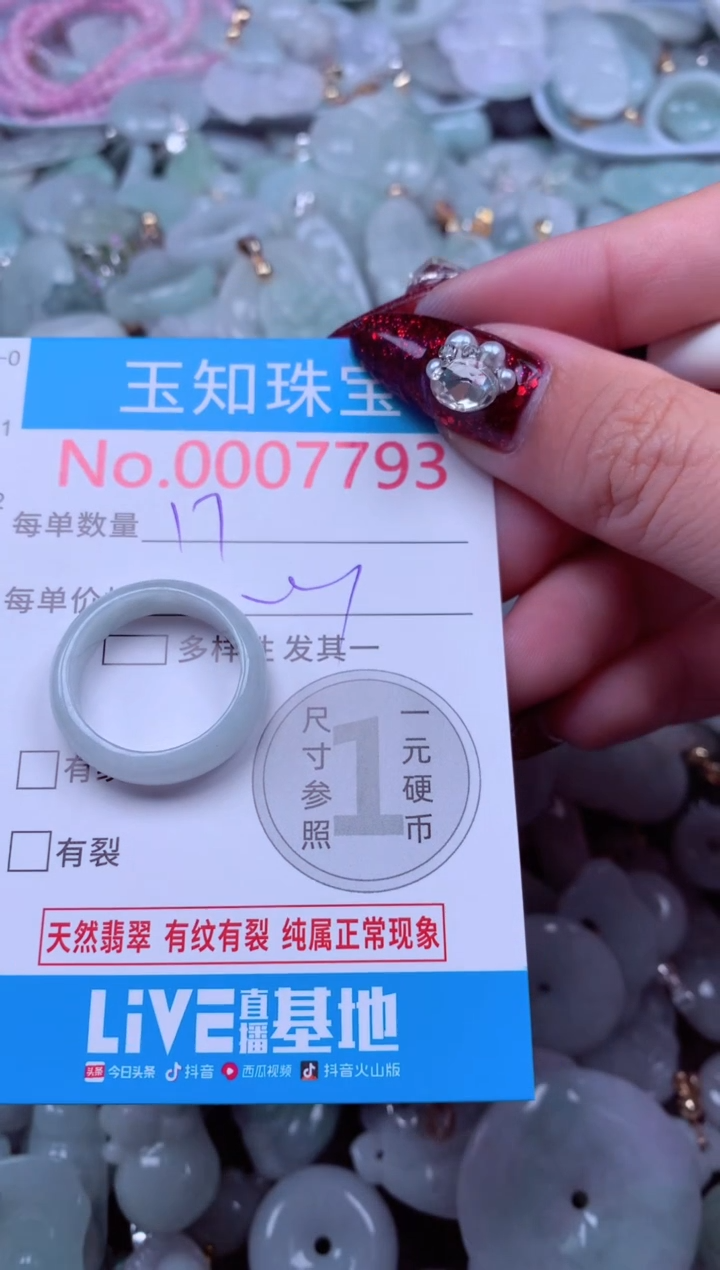 玉知珠宝
No.0007793
每单数量 17
每单价
多样性 发其一
尺寸参照
1
一元硬币
有
有裂
天然翡翠 有纹有裂 纯属正常现象
LiVE直播基地
头条 今日头条 抖音 西瓜视频 抖音火山版